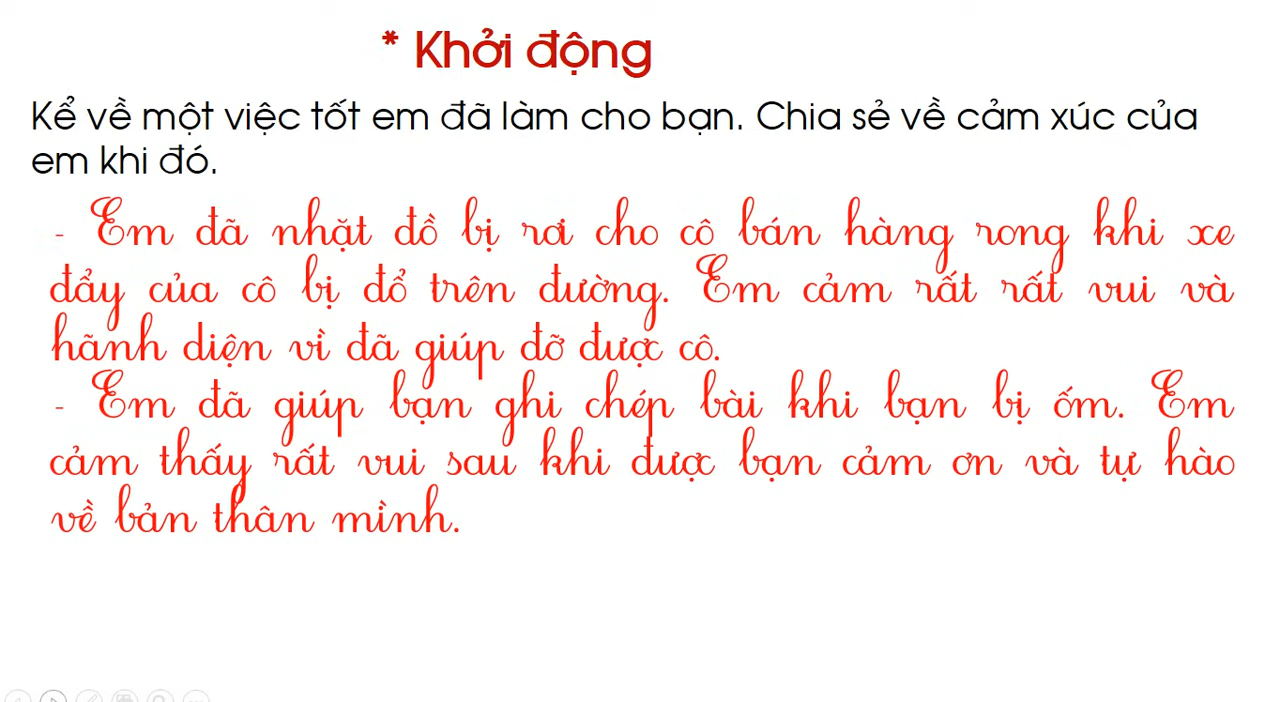 * Khởi động
Kể về một việc tốt em đã làm cho bạn. Chia sẻ về cảm xúc của
em khi đó.
- Em đã nhặt đồ bị rơi cho cô bán hàng rong khi xe
đẩy của cô bị đổ trên đường. Em cảm rất rất vui và
hãnh diện vì đã giúp đỡ được cô.
- Em đã giúp bạn ghi chép bài khi bạn bị ốm. Em
cảm thấy rất vui sau khi được bạn cảm ơn và tự hào
về bản thân mình.